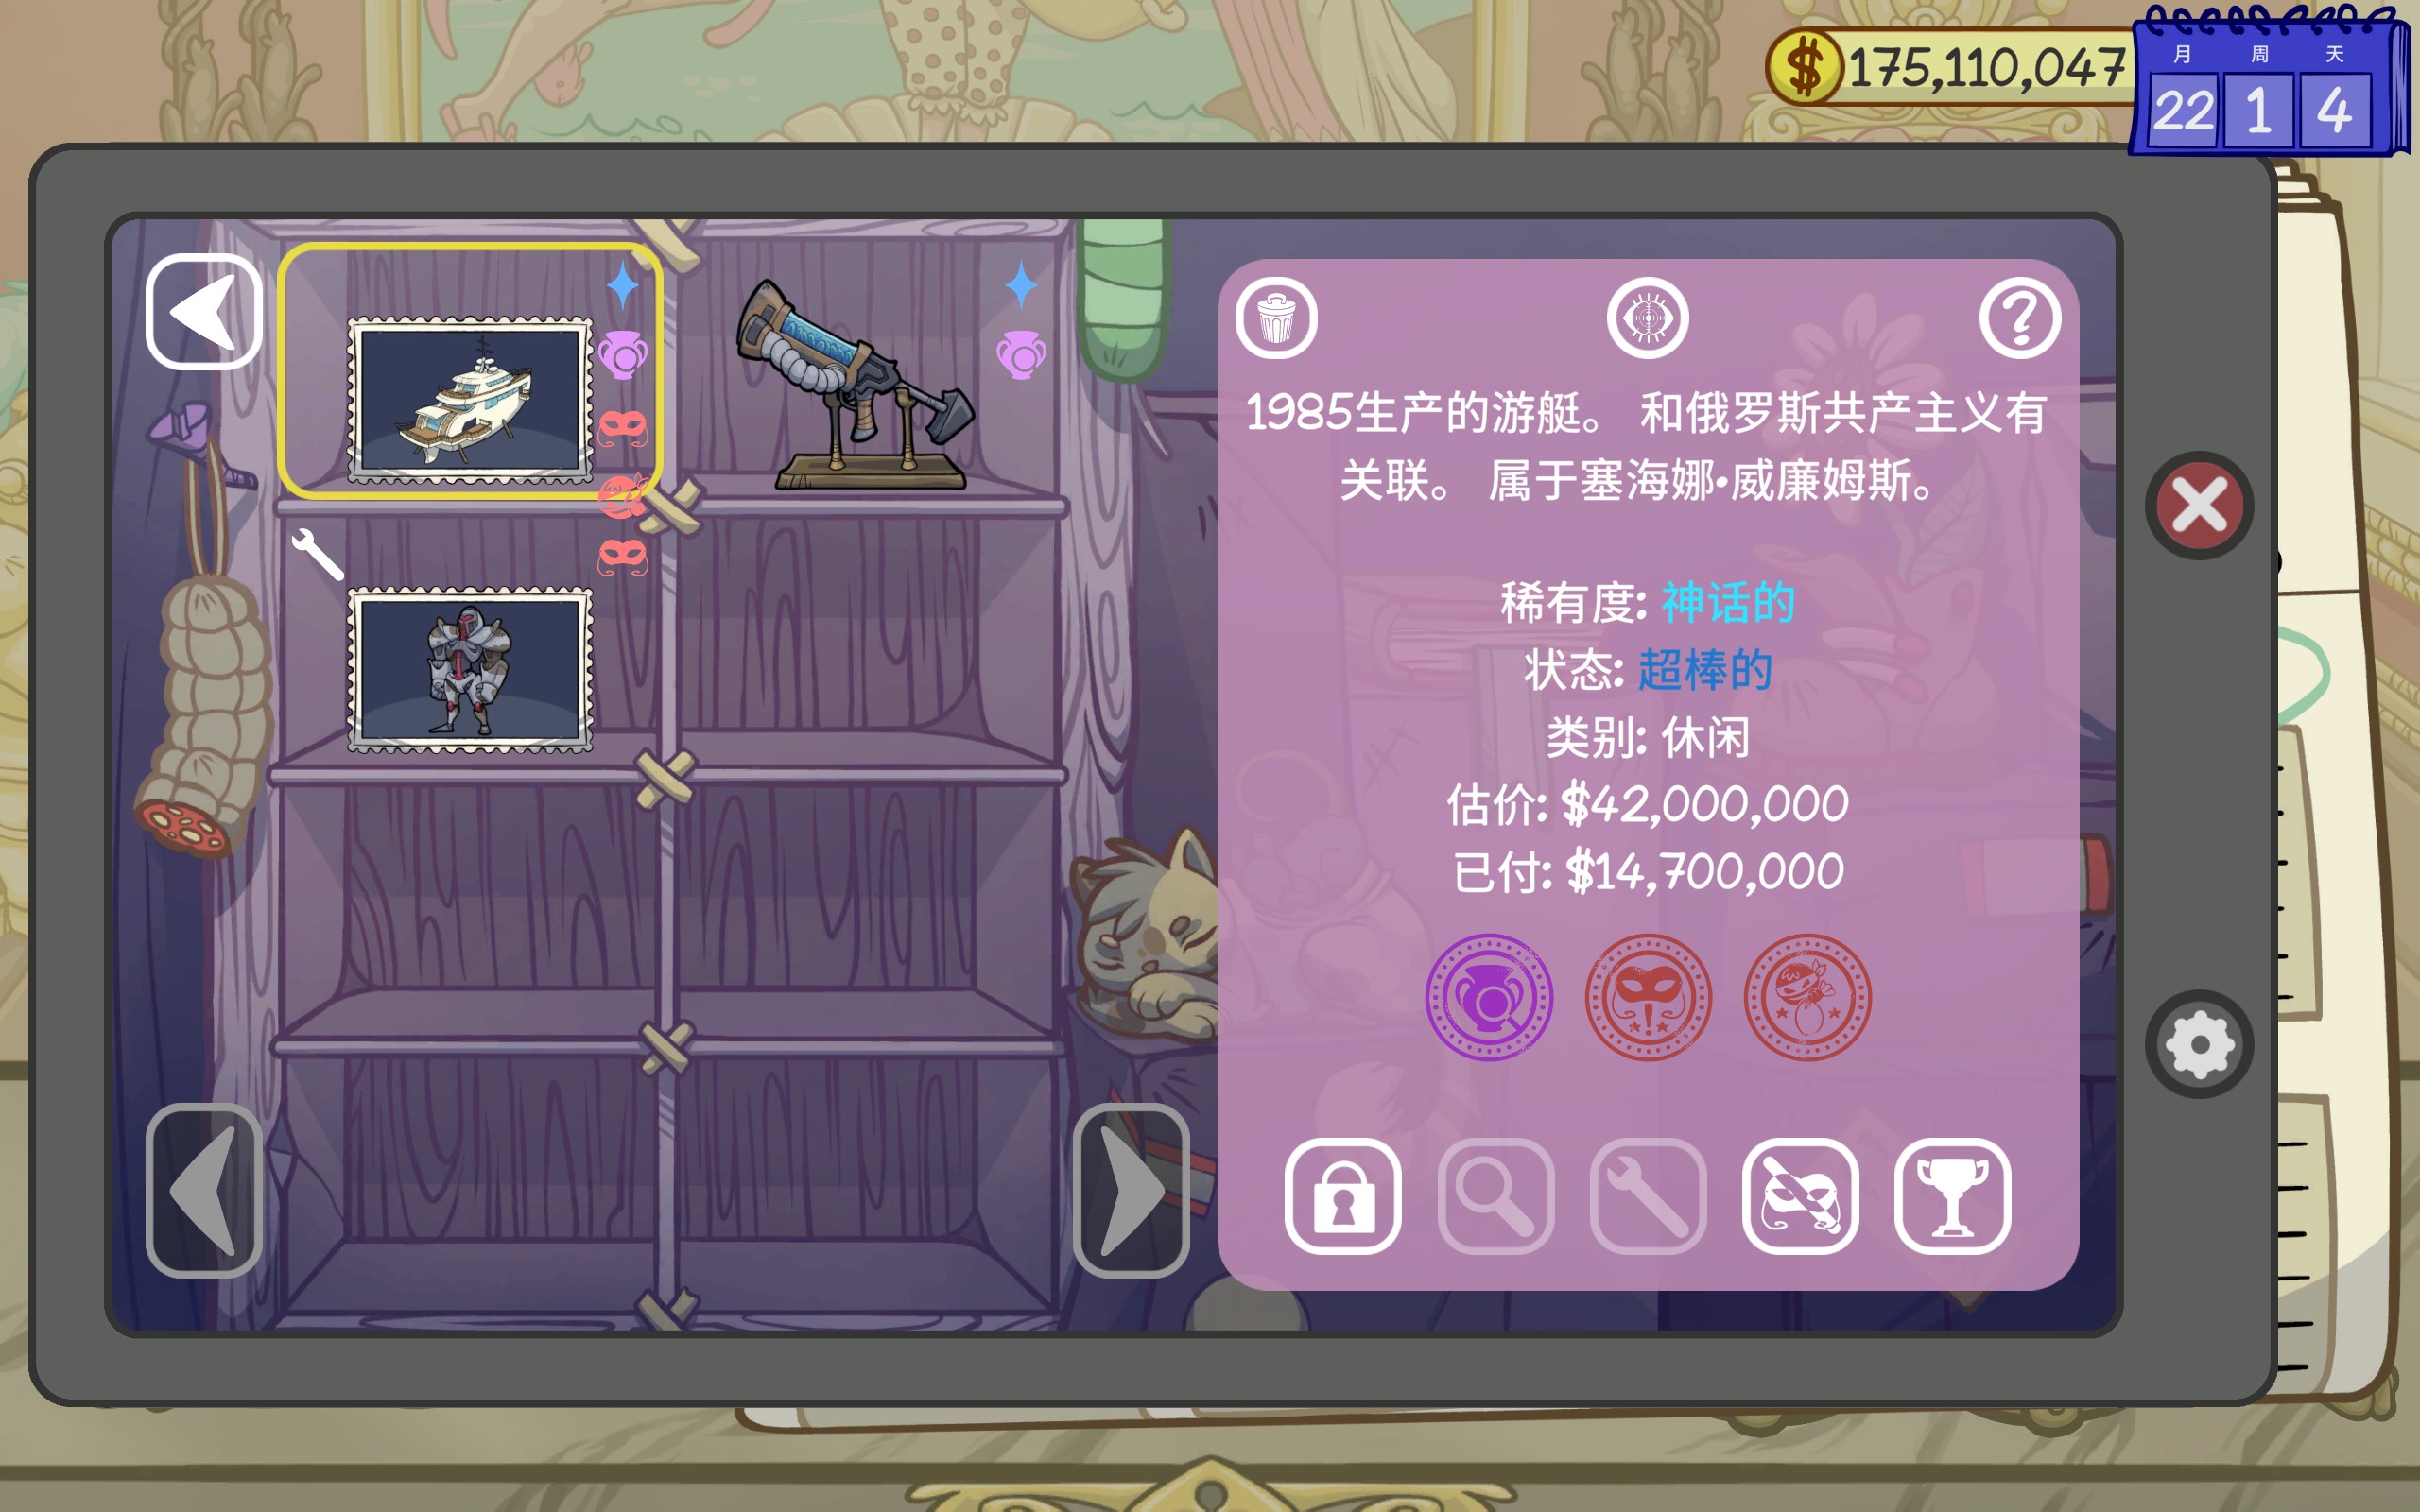 175,110,047
月 周 天
22 1 4
1985生产的游艇。 和俄罗斯共产主义有
关联。 属于塞海娜·威廉姆斯。
稀有度: 神话的
状态: 超棒的
类别: 休闲
估价: $42,000,000
已付: $14,700,000